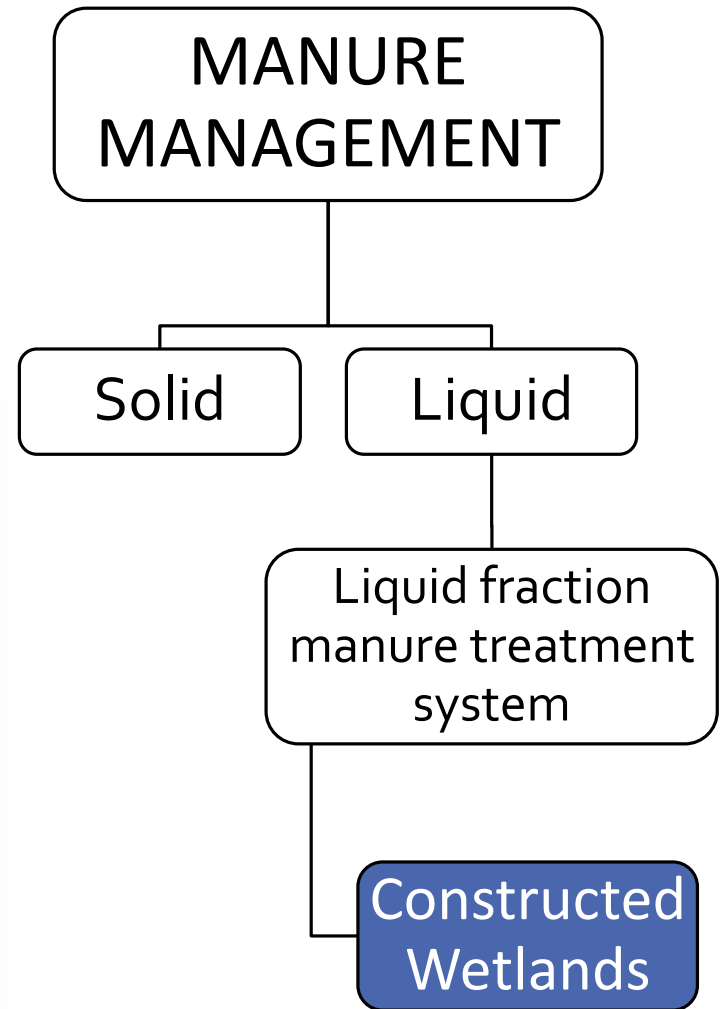 MANURE
MANAGEMENT
Solid
Liquid
Liquid fraction
manure treatment
system
Constructed
Wetlands